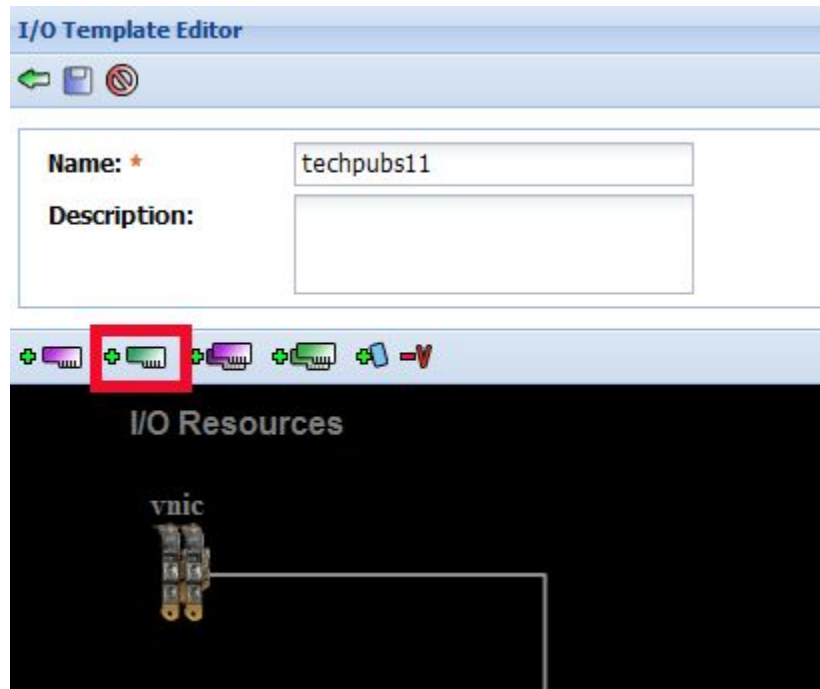 I/O Template Editor
Name: *
techpubs11
Description:
I/O Resources
vnic